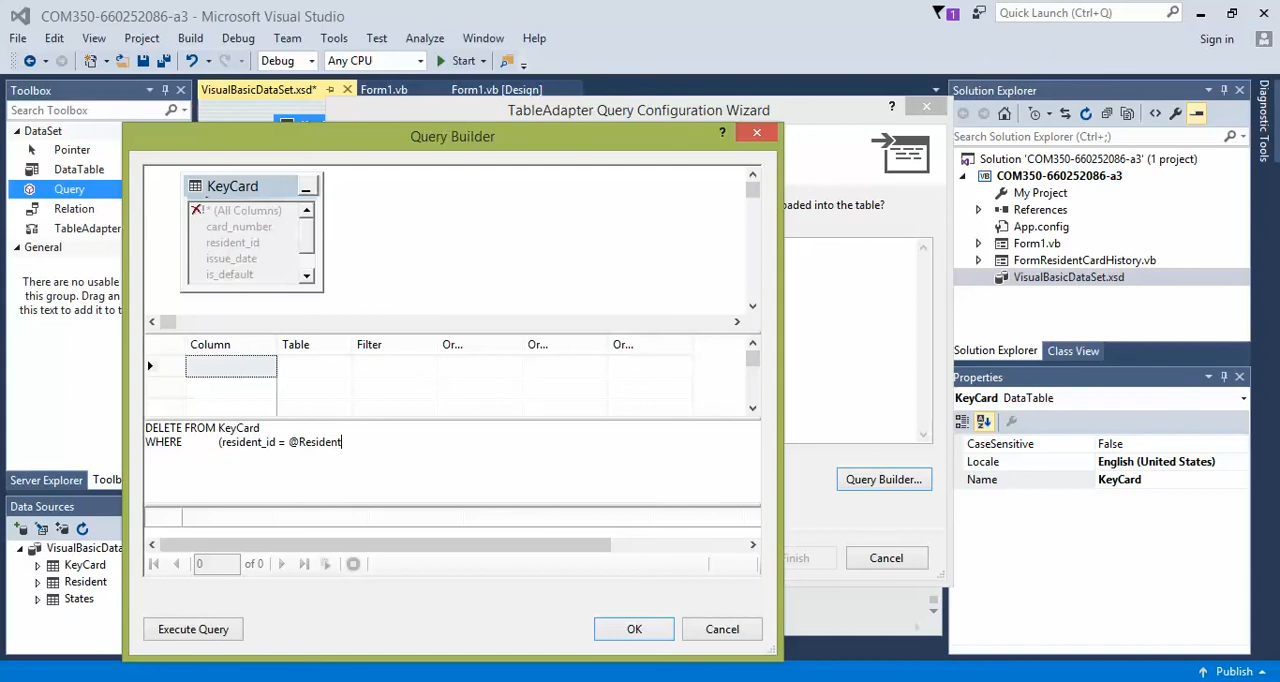 COM350-660252086-a3 - Microsoft Visual Studio
1
Quick Launch (Ctrl+Q)
File Edit View Project Build Debug Team Tools Test Analyze Window Help
Sign in
Debug Any CPU Start
Toolbox
VisualBasicDataSet.xsd* Form1.vb Form1.vb [Design]
Solution Explorer
Search Toolbox
TableAdapter Query Configuration Wizard
?
DataSet
Pointer
DataTable
Query
Relation
TableAdapter
General
There are no usable
this group. Drag an
this text to add it to t
Server Explorer Toolb
Query Builder
?
oaded into the table?
KeyCard
* (All Columns)
card_number
resident_id
issue_date
is_default
Column Table Filter Or... Or... Or...
DELETE FROM KeyCard
WHERE (resident_id = @Resident
0 of 0
Execute Query OK Cancel
Query Builder...
inish Cancel
Data Sources
VisualBasicData
KeyCard
Resident
States
Search Solution Explorer (Ctrl+;)
Solution 'COM350-660252086-a3' (1 project)
COM350-660252086-a3
My Project
References
App.config
Form1.vb
FormResidentCardHistory.vb
VisualBasicDataSet.xsd
Solution Explorer Class View
Properties
KeyCard DataTable
CaseSensitive False
Locale English (United States)
Name KeyCard
Diagnostic Tools
Publish